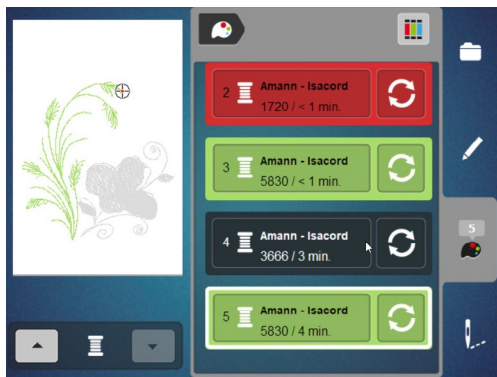 2 Amann - Isacord
1720 / < 1 min.
3 Amann - Isacord
5830 / < 1 min.
4 Amann - Isacord
3666 / 3 min.
5
5 Amann - Isacord
5830 / 4 min.